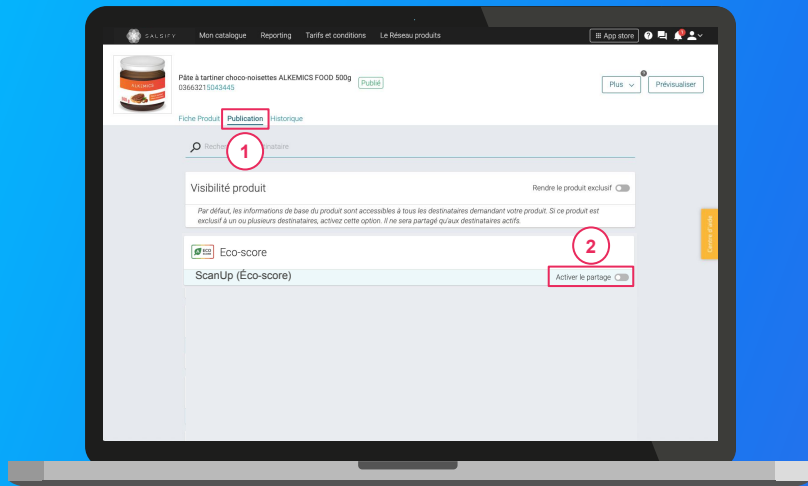 SALSIFY
Mon catalogue
Reporting
Tarifs et conditions
Le Réseau produits
App store
Pâte à tartiner choco-noisettes ALKEMICS FOOD 500g
03663215043445
Publié
Plus
Prévisualiser
Fiche Produit
Publication
Historique
1
Visibilité produit
Rendre le produit exclusif
Par défaut, les informations de base du produit sont accessibles à tous les destinataires demandant votre produit. Si ce produit est
exclusif à un ou plusieurs destinataires, activez cette option. Il ne sera partagé qu'aux destinataires actifs.
2
Eco-score
ScanUp (Éco-score)
Activer le partage
Centre d'aide